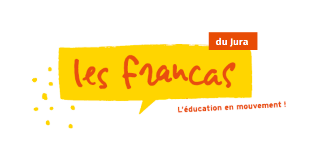 du Jura
les francas
L'éducation en mouvement !